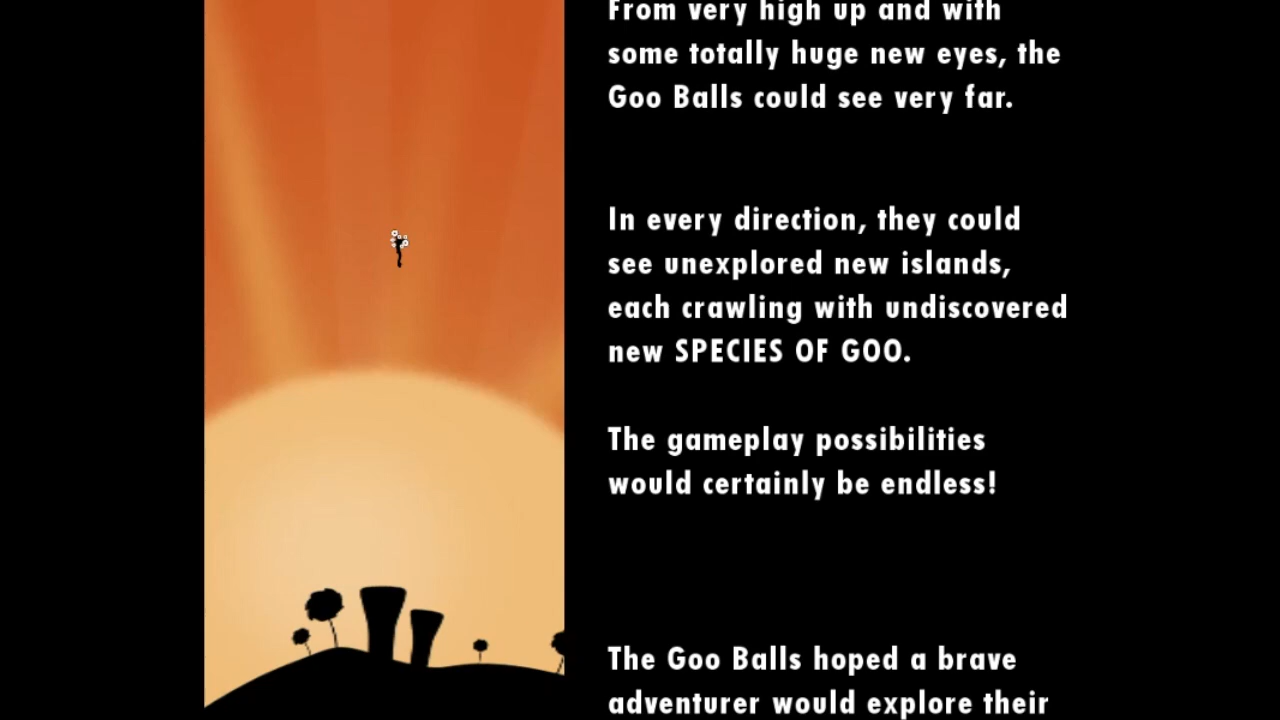 From very high up and with
some totally huge new eyes, the
Goo Balls could see very far.
In every direction, they could
see unexplored new islands,
each crawling with undiscovered
new SPECIES OF GOO.
The gameplay possibilities
would certainly be endless!
The Goo Balls hoped a brave
adventurer would explore their